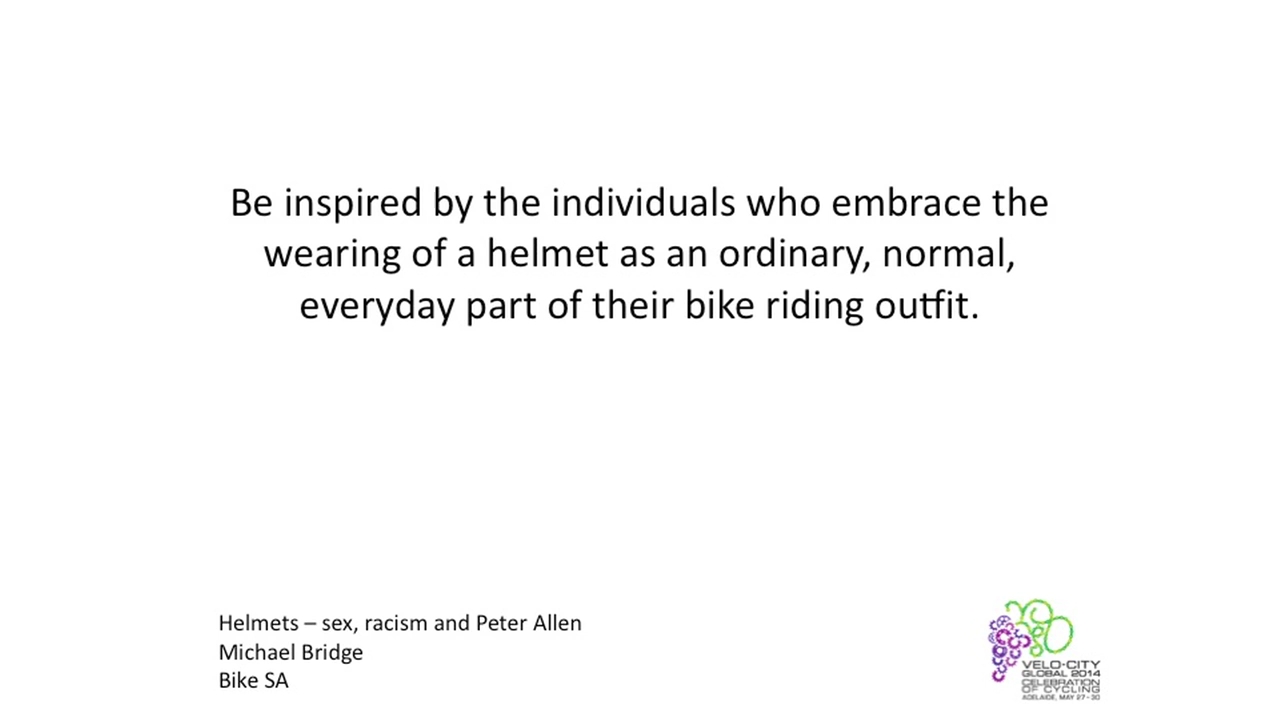 Be inspired by the individuals who embrace the
wearing of a helmet as an ordinary, normal,
everyday part of their bike riding outfit.
Helmets – sex, racism and Peter Allen
Michael Bridge
Bike SA
VELO-CITY
GLOBAL 2014
CELEBRATION
OF CYCLING
ADELAIDE, MAY 27-30